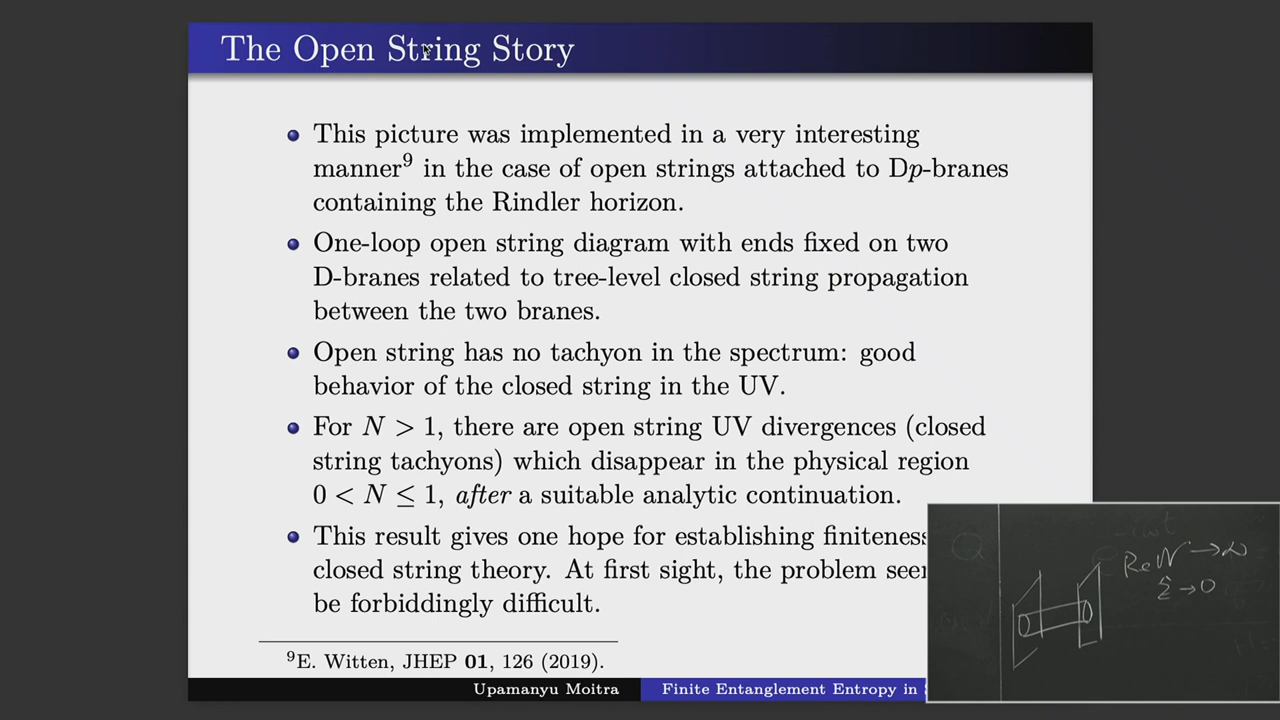 The Open String Story
This picture was implemented in a very interesting
manner⁹ in the case of open strings attached to Dp-branes
containing the Rindler horizon.
One-loop open string diagram with ends fixed on two
D-branes related to tree-level closed string propagation
between the two branes.
Open string has no tachyon in the spectrum: good
behavior of the closed string in the UV.
For N > 1, there are open string UV divergences (closed
string tachyons) which disappear in the physical region
0 < N ≤ 1, after a suitable analytic continuation.
This result gives one hope for establishing finiteness
closed string theory. At first sight, the problem
be forbiddingly difficult.
⁹E. Witten, JHEP 01, 126 (2019).
Upamanyu Moitra
Finite Entanglement Entropy in
Re N → ∞
→ 0